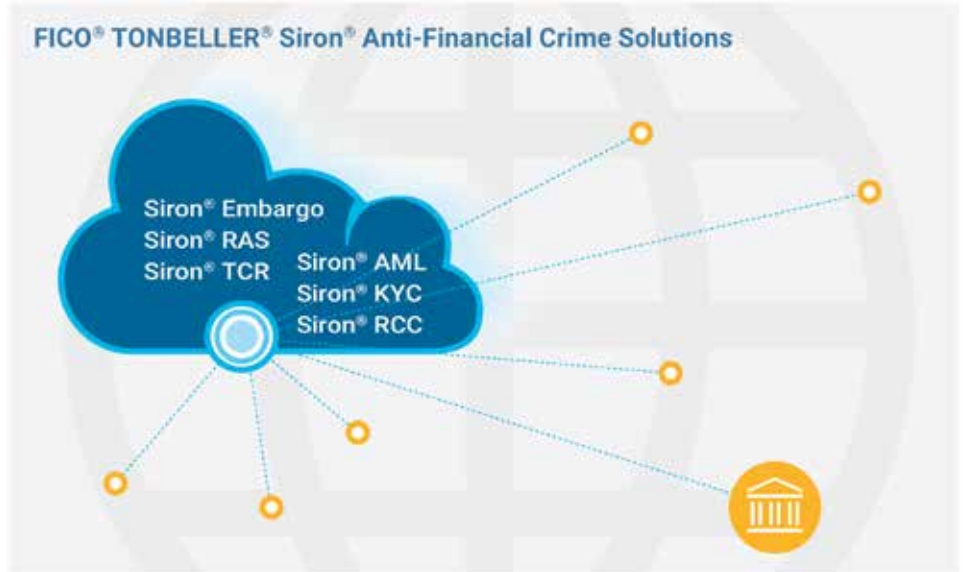 FICO® TONBELLER® Siron® Anti-Financial Crime Solutions
Siron® Embargo
Siron® RAS
Siron® TCR
Siron® AML
Siron® KYC
Siron® RCC